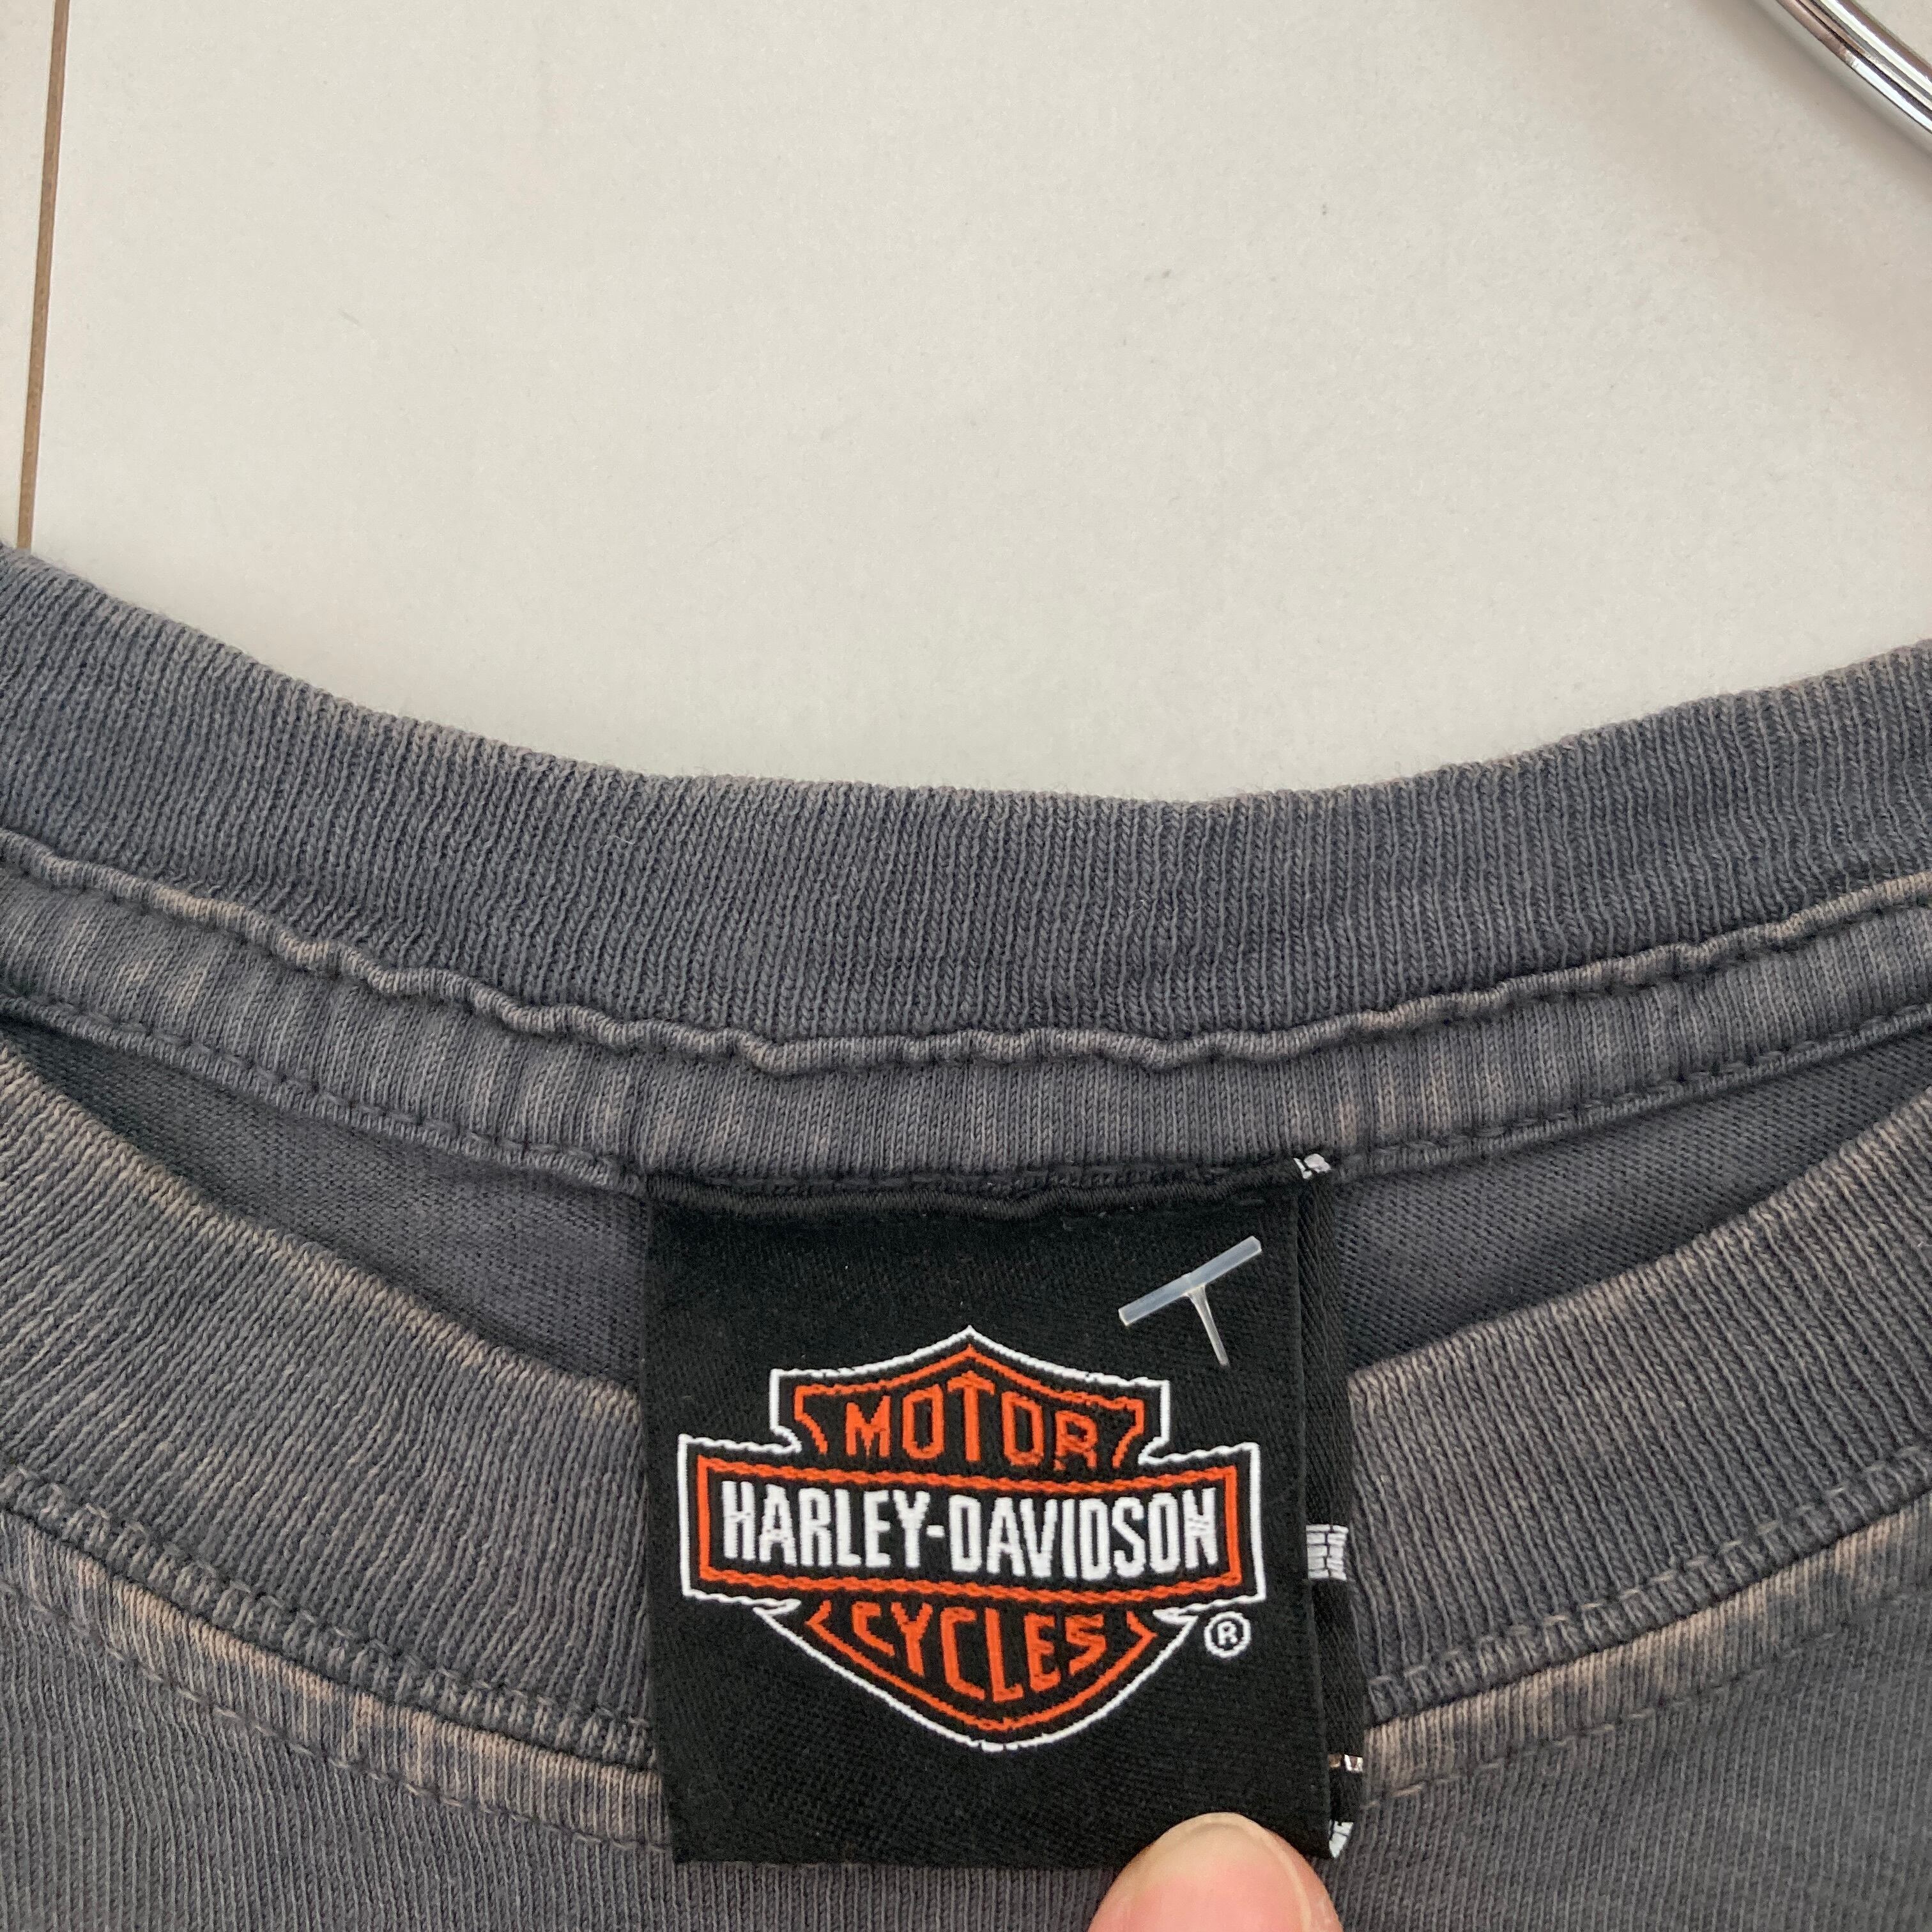 MOTOR
HARLEY-DAVIDSON
CYCLES
®